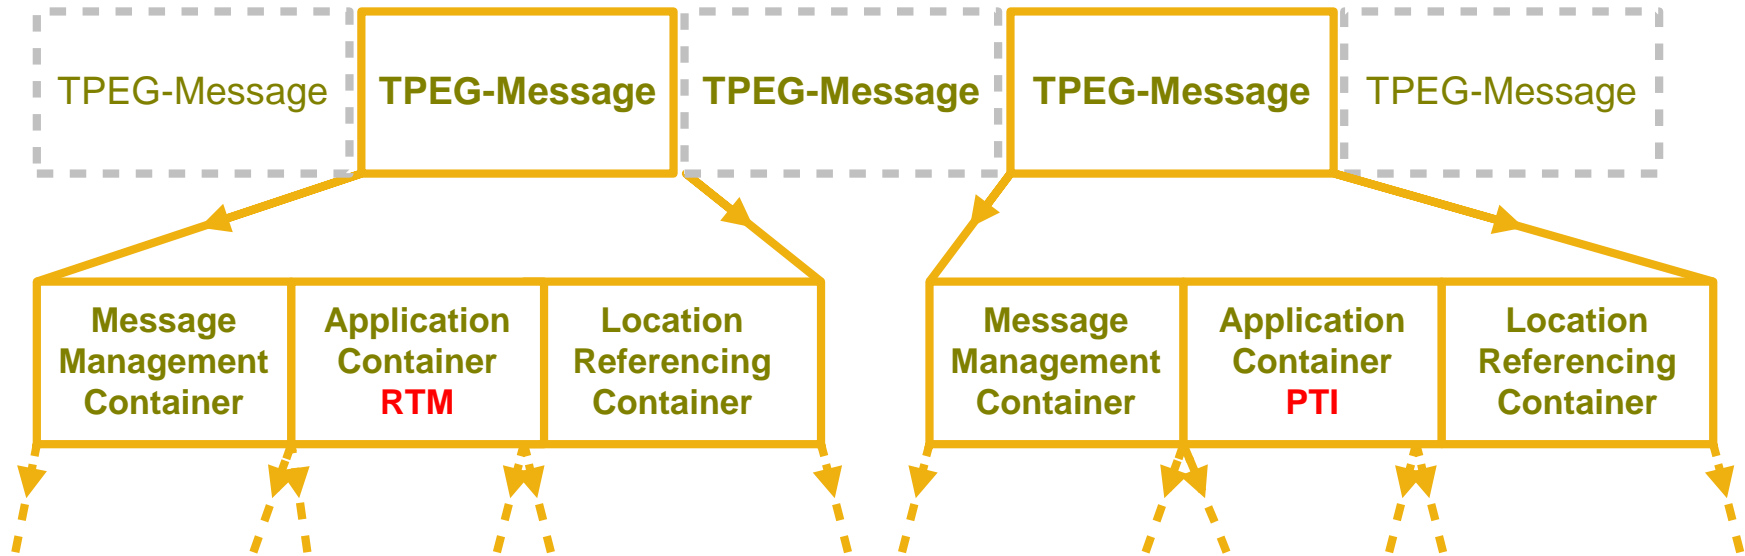 TPEG-Message TPEG-Message TPEG-Message TPEG-Message TPEG-Message
Message
Management
Container
Application
Container
RTM
Location
Referencing
Container
Message
Management
Container
Application
Container
PTI
Location
Referencing
Container